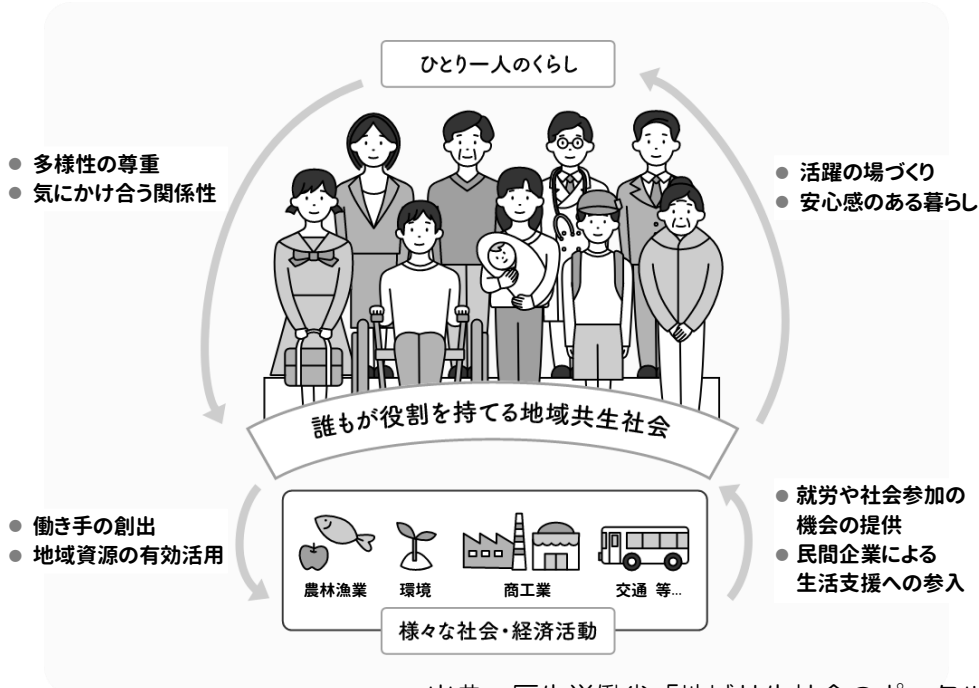 ひとり一人のくらし
● 多様性の尊重
● 気にかけ合う関係性
● 活躍の場づくり
● 安心感のある暮らし
誰もが役割を持てる地域共生社会
● 働き手の創出
● 地域資源の有効活用
● 就労や社会参加の
機会の提供
● 民間企業による
生活支援への参入
農林漁業 環境 商工業 交通 等...
様々な社会・経済活動